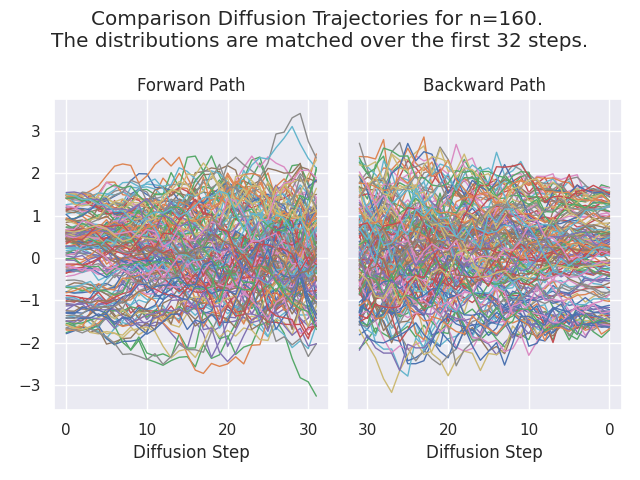 Comparison Diffusion Trajectories for n=160.
The distributions are matched over the first 32 steps.
Forward Path
Backward Path
3
2
1
0
−1
−2
−3
0 10 20 30
30 20 10 0
Diffusion Step
Diffusion Step